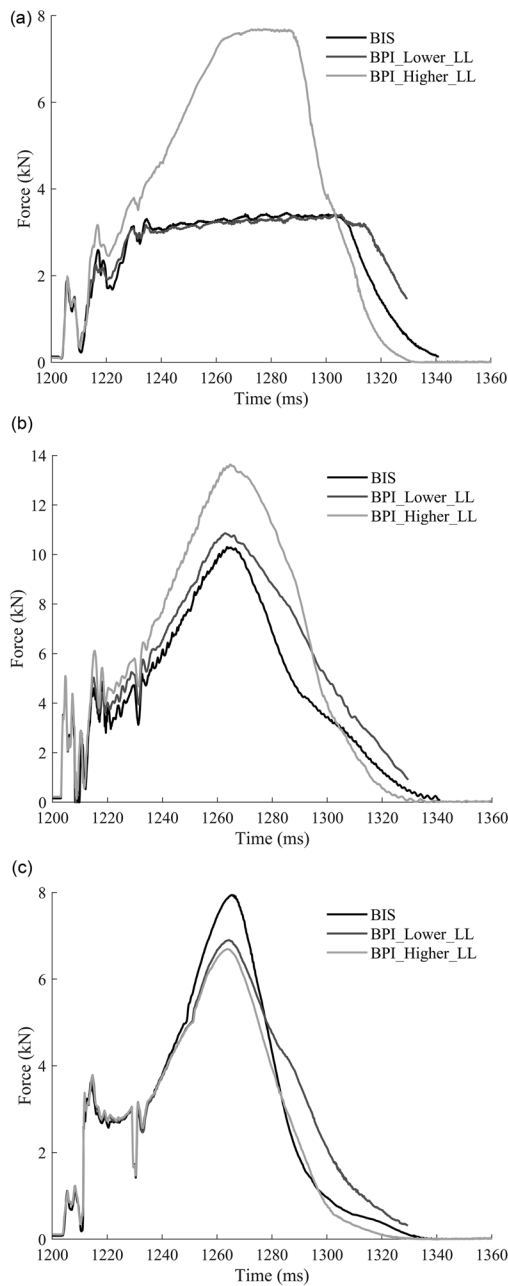 (a)
8
6
4
2
0
Force (kN)
BIS
BPI_Lower_LL
BPI_Higher_LL
1200 1220 1240 1260 1280 1300 1320 1340 1360
Time (ms)
(b)
14
12
10
8
6
4
2
0
Force (kN)
BIS
BPI_Lower_LL
BPI_Higher_LL
1200 1220 1240 1260 1280 1300 1320 1340 1360
Time (ms)
(c)
8
6
4
2
0
Force (kN)
BIS
BPI_Lower_LL
BPI_Higher_LL
1200 1220 1240 1260 1280 1300 1320 1340 1360
Time (ms)